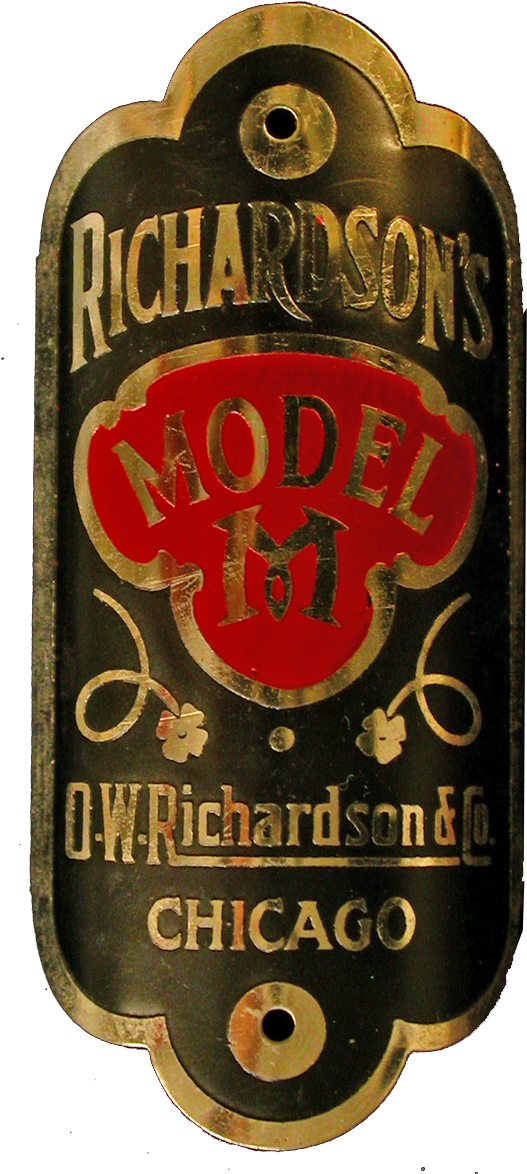 RICHARDSON'S
MODEL
M
O.W.Richardson & Co.
CHICAGO